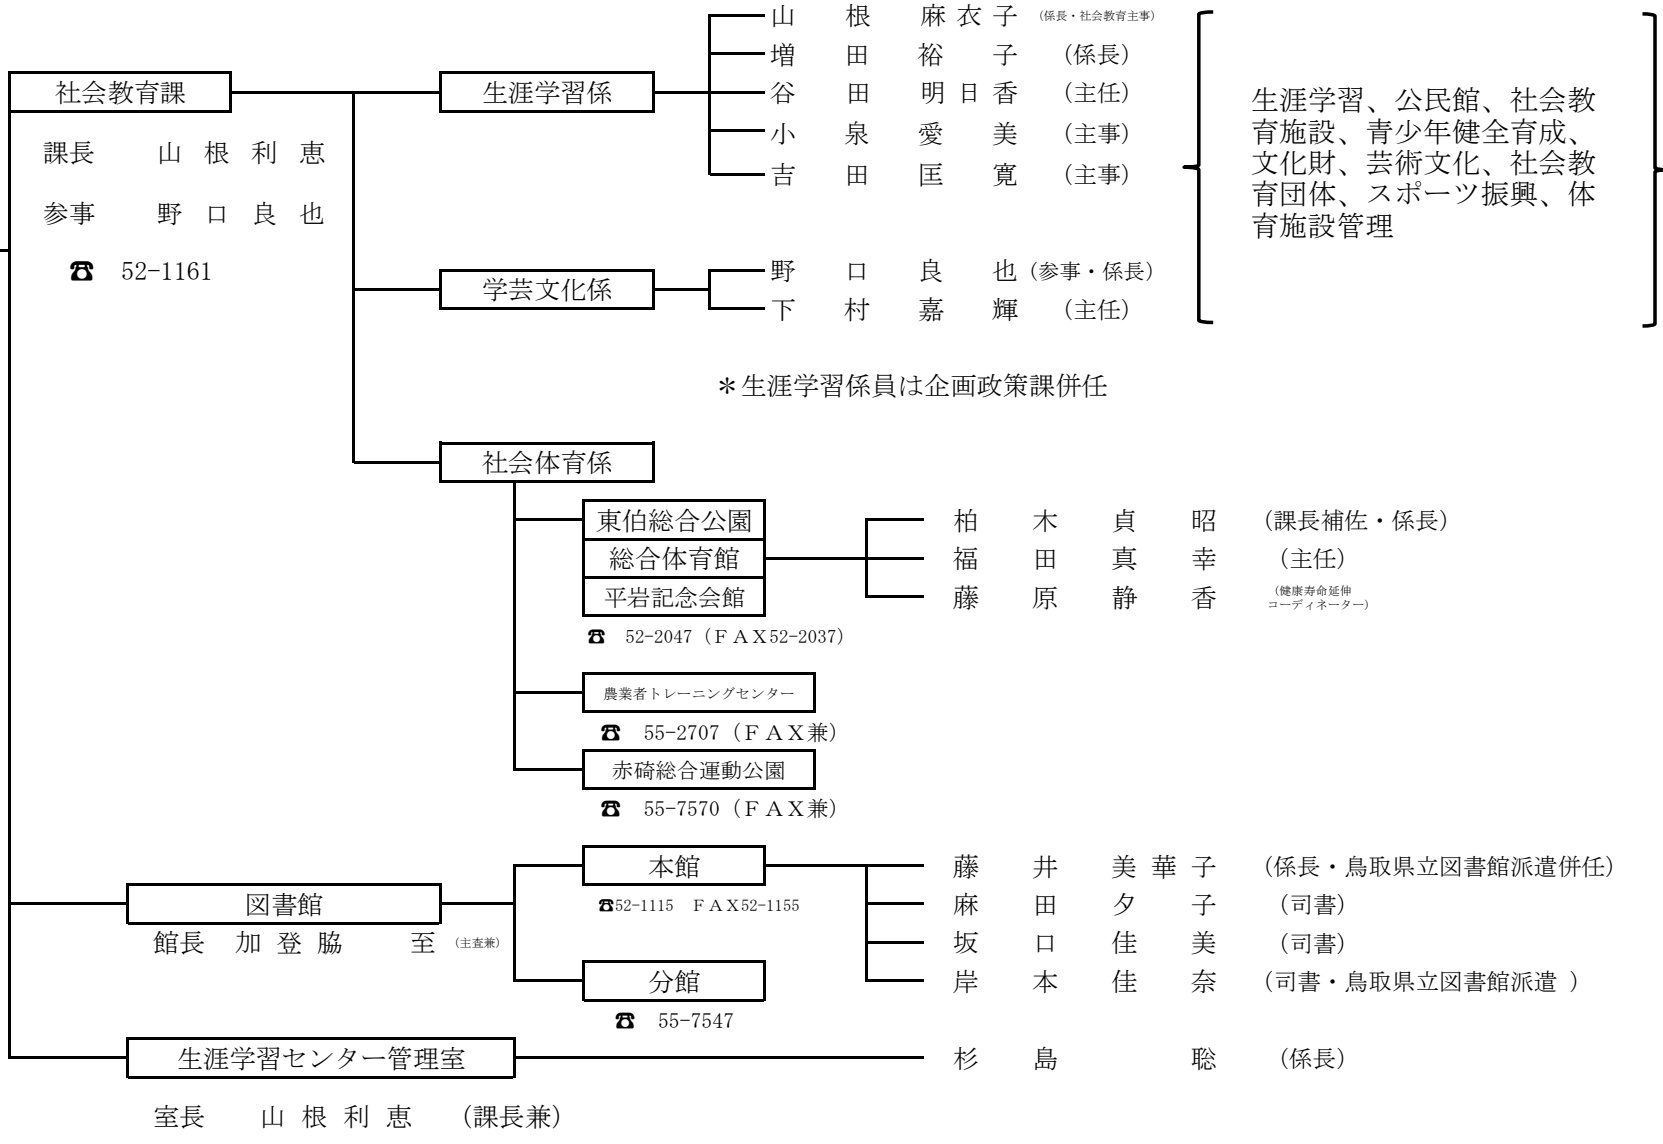 社会教育課
課長 山根利恵
参事 野口良也
☎ 52-1161
生涯学習係
山根麻衣子 (係長・社会教育主事)
増田裕子 (係長)
谷田明日香 (主任)
小泉愛美 (主事)
吉田匡寛 (主事)
生涯学習、公民館、社会教
育施設、青少年健全育成、
文化財、芸術文化、社会教
育団体、スポーツ振興、体
育施設管理
学芸文化係
野口良也 (参事・係長)
下村嘉輝 (主任)
＊生涯学習係員は企画政策課併任
社会体育係
東伯総合公園
総合体育館
平岩記念会館
☎ 52-2047（ＦＡＸ52-2037）
柏木貞昭 (課長補佐・係長)
福田真幸 (主任)
藤原静香 (健康寿命延伸
コーディネーター)
農業者トレーニングセンター
☎ 55-2707（ＦＡＸ兼）
赤碕総合運動公園
☎ 55-7570（ＦＡＸ兼）
図書館
館長 加登脇 至 (主査兼)
本館
☎52-1115 ＦＡＸ52-1155
藤井美華子 (係長・鳥取県立図書館派遣併任)
麻田夕子 (司書)
坂口佳美 (司書)
岸本佳奈 (司書・鳥取県立図書館派遣 )
分館
☎ 55-7547
生涯学習センター管理室
杉島 聡 (係長)
室長 山根利恵 (課長兼)